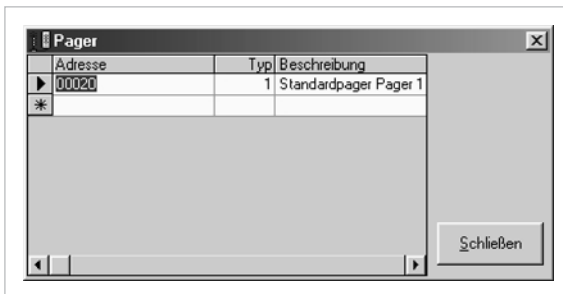 Pager
Adresse Typ Beschreibung
00020 1 Standardpager Pager 1
Schließen